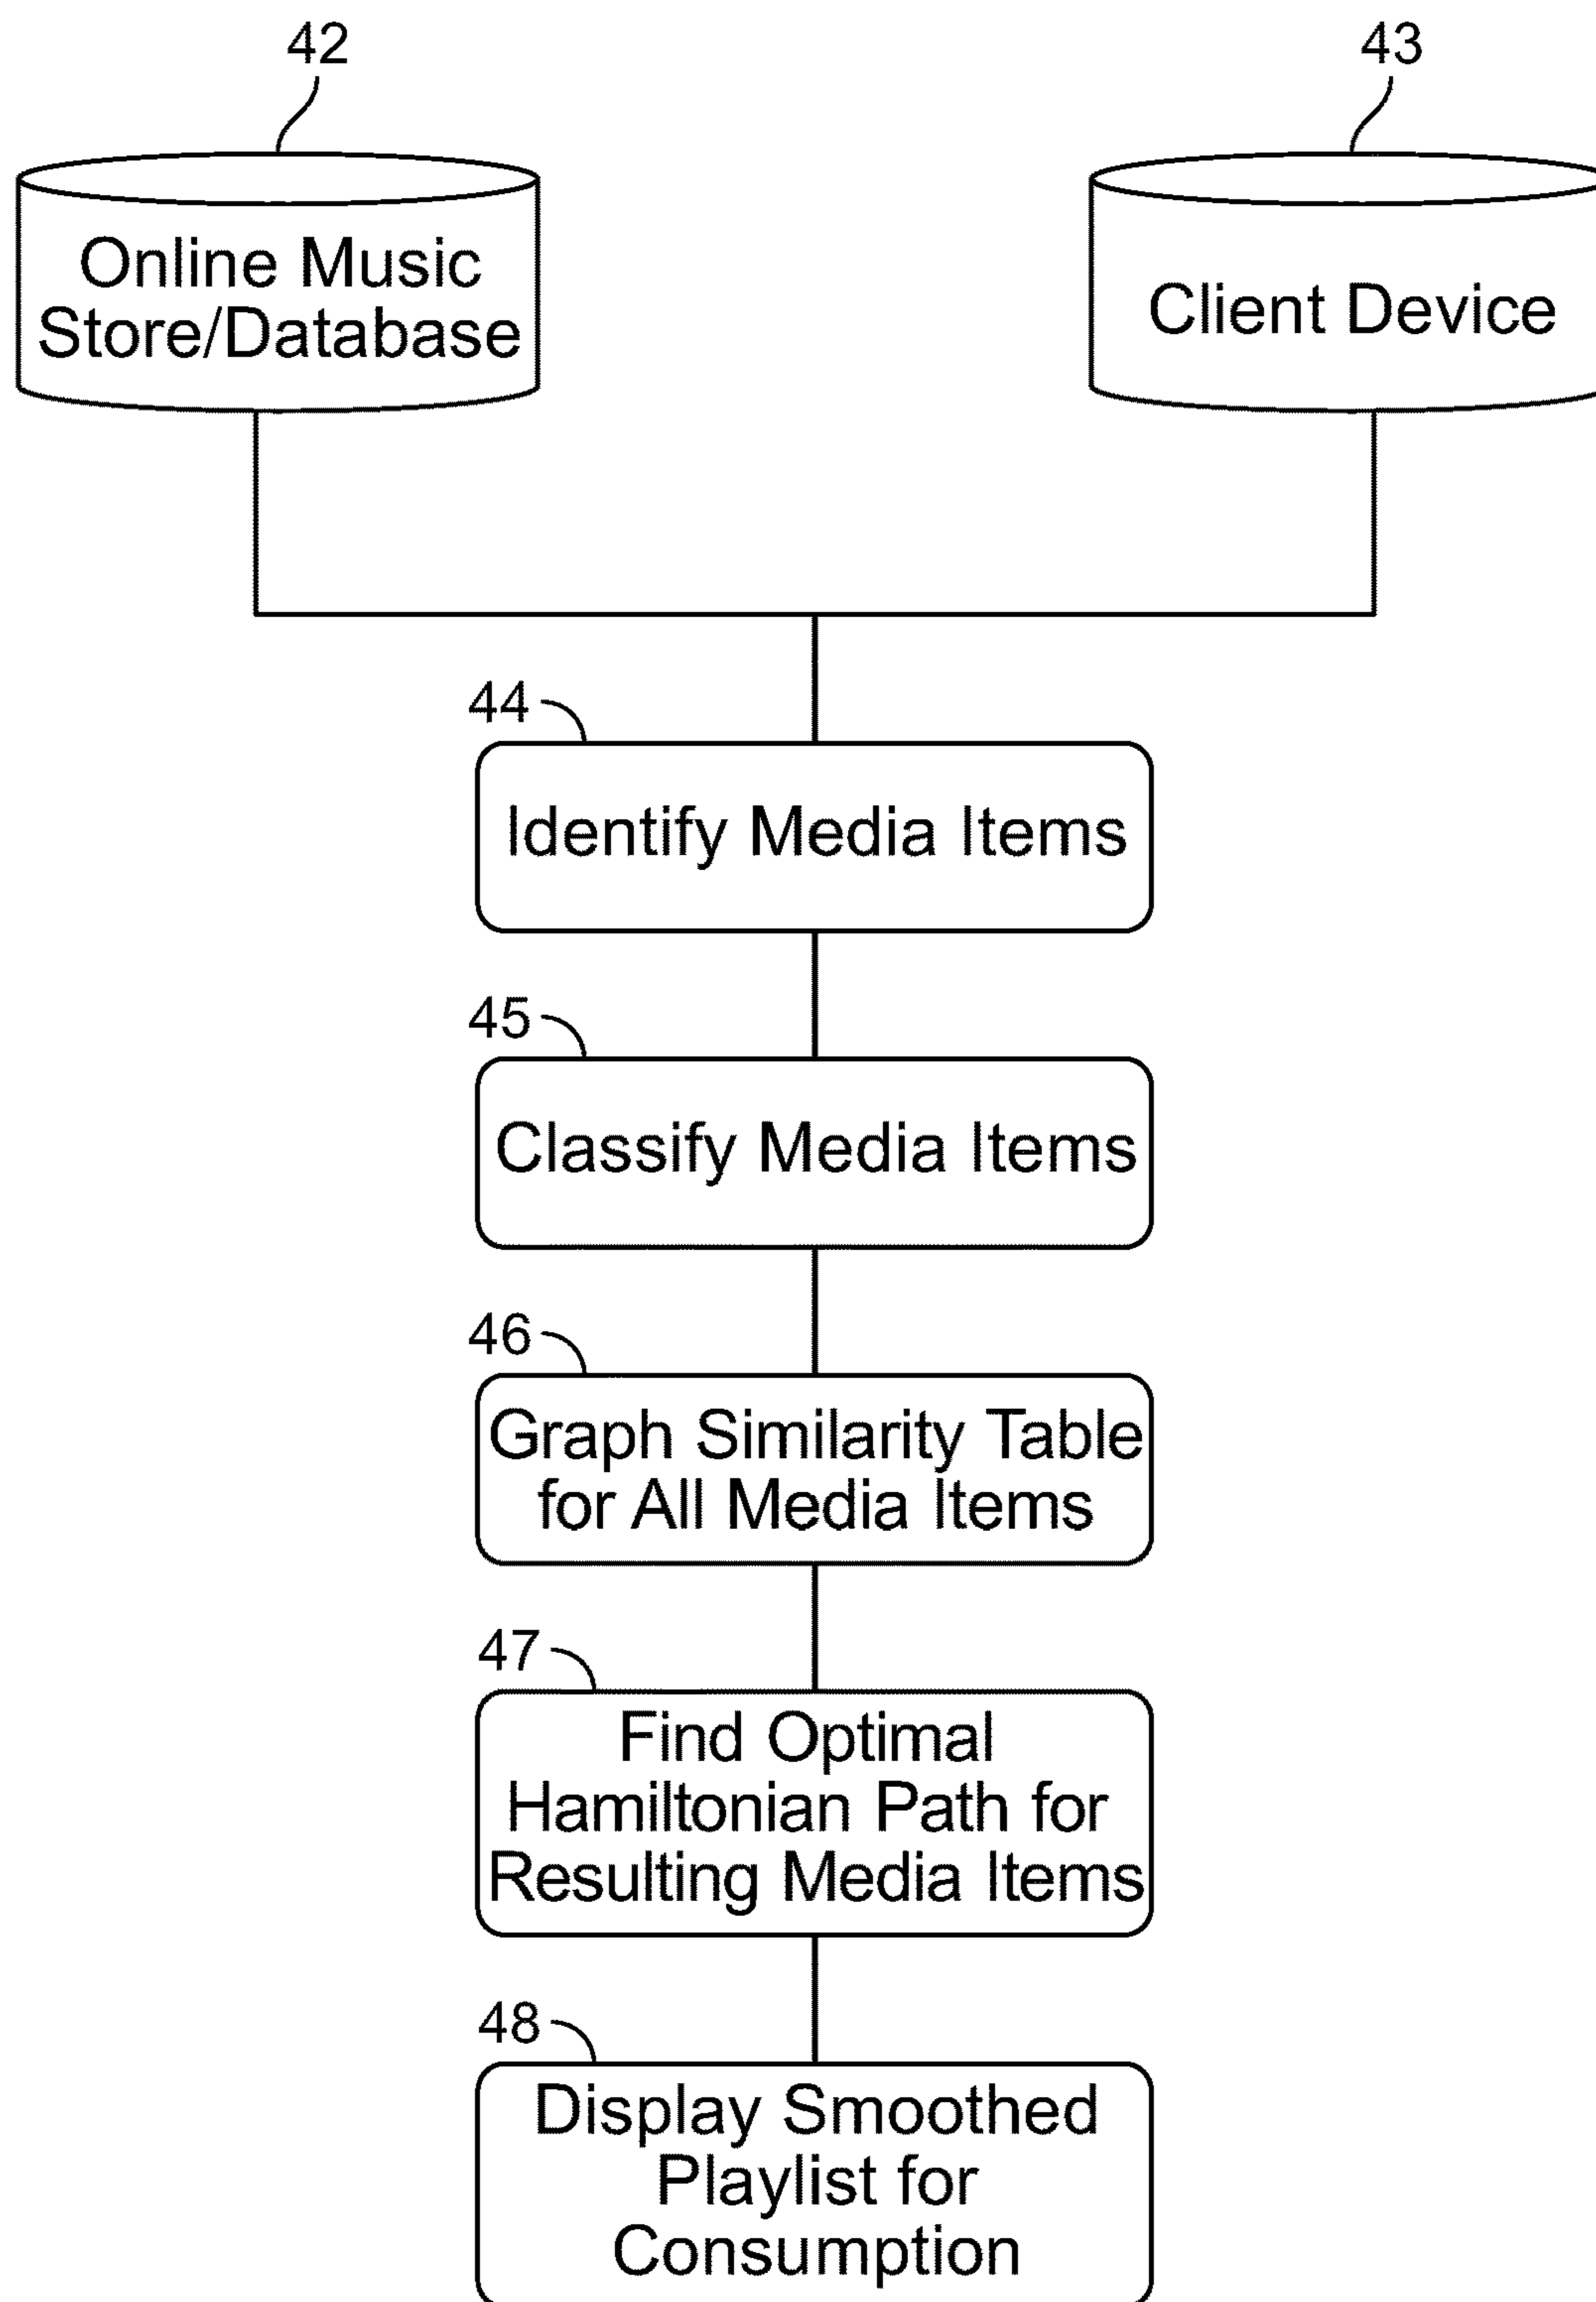 42
43
Online Music
Store/Database
Client Device
44
Identify Media Items
45
Classify Media Items
46
Graph Similarity Table
for All Media Items
47
Find Optimal
Hamiltonian Path for
Resulting Media Items
48
Display Smoothed
Playlist for
Consumption